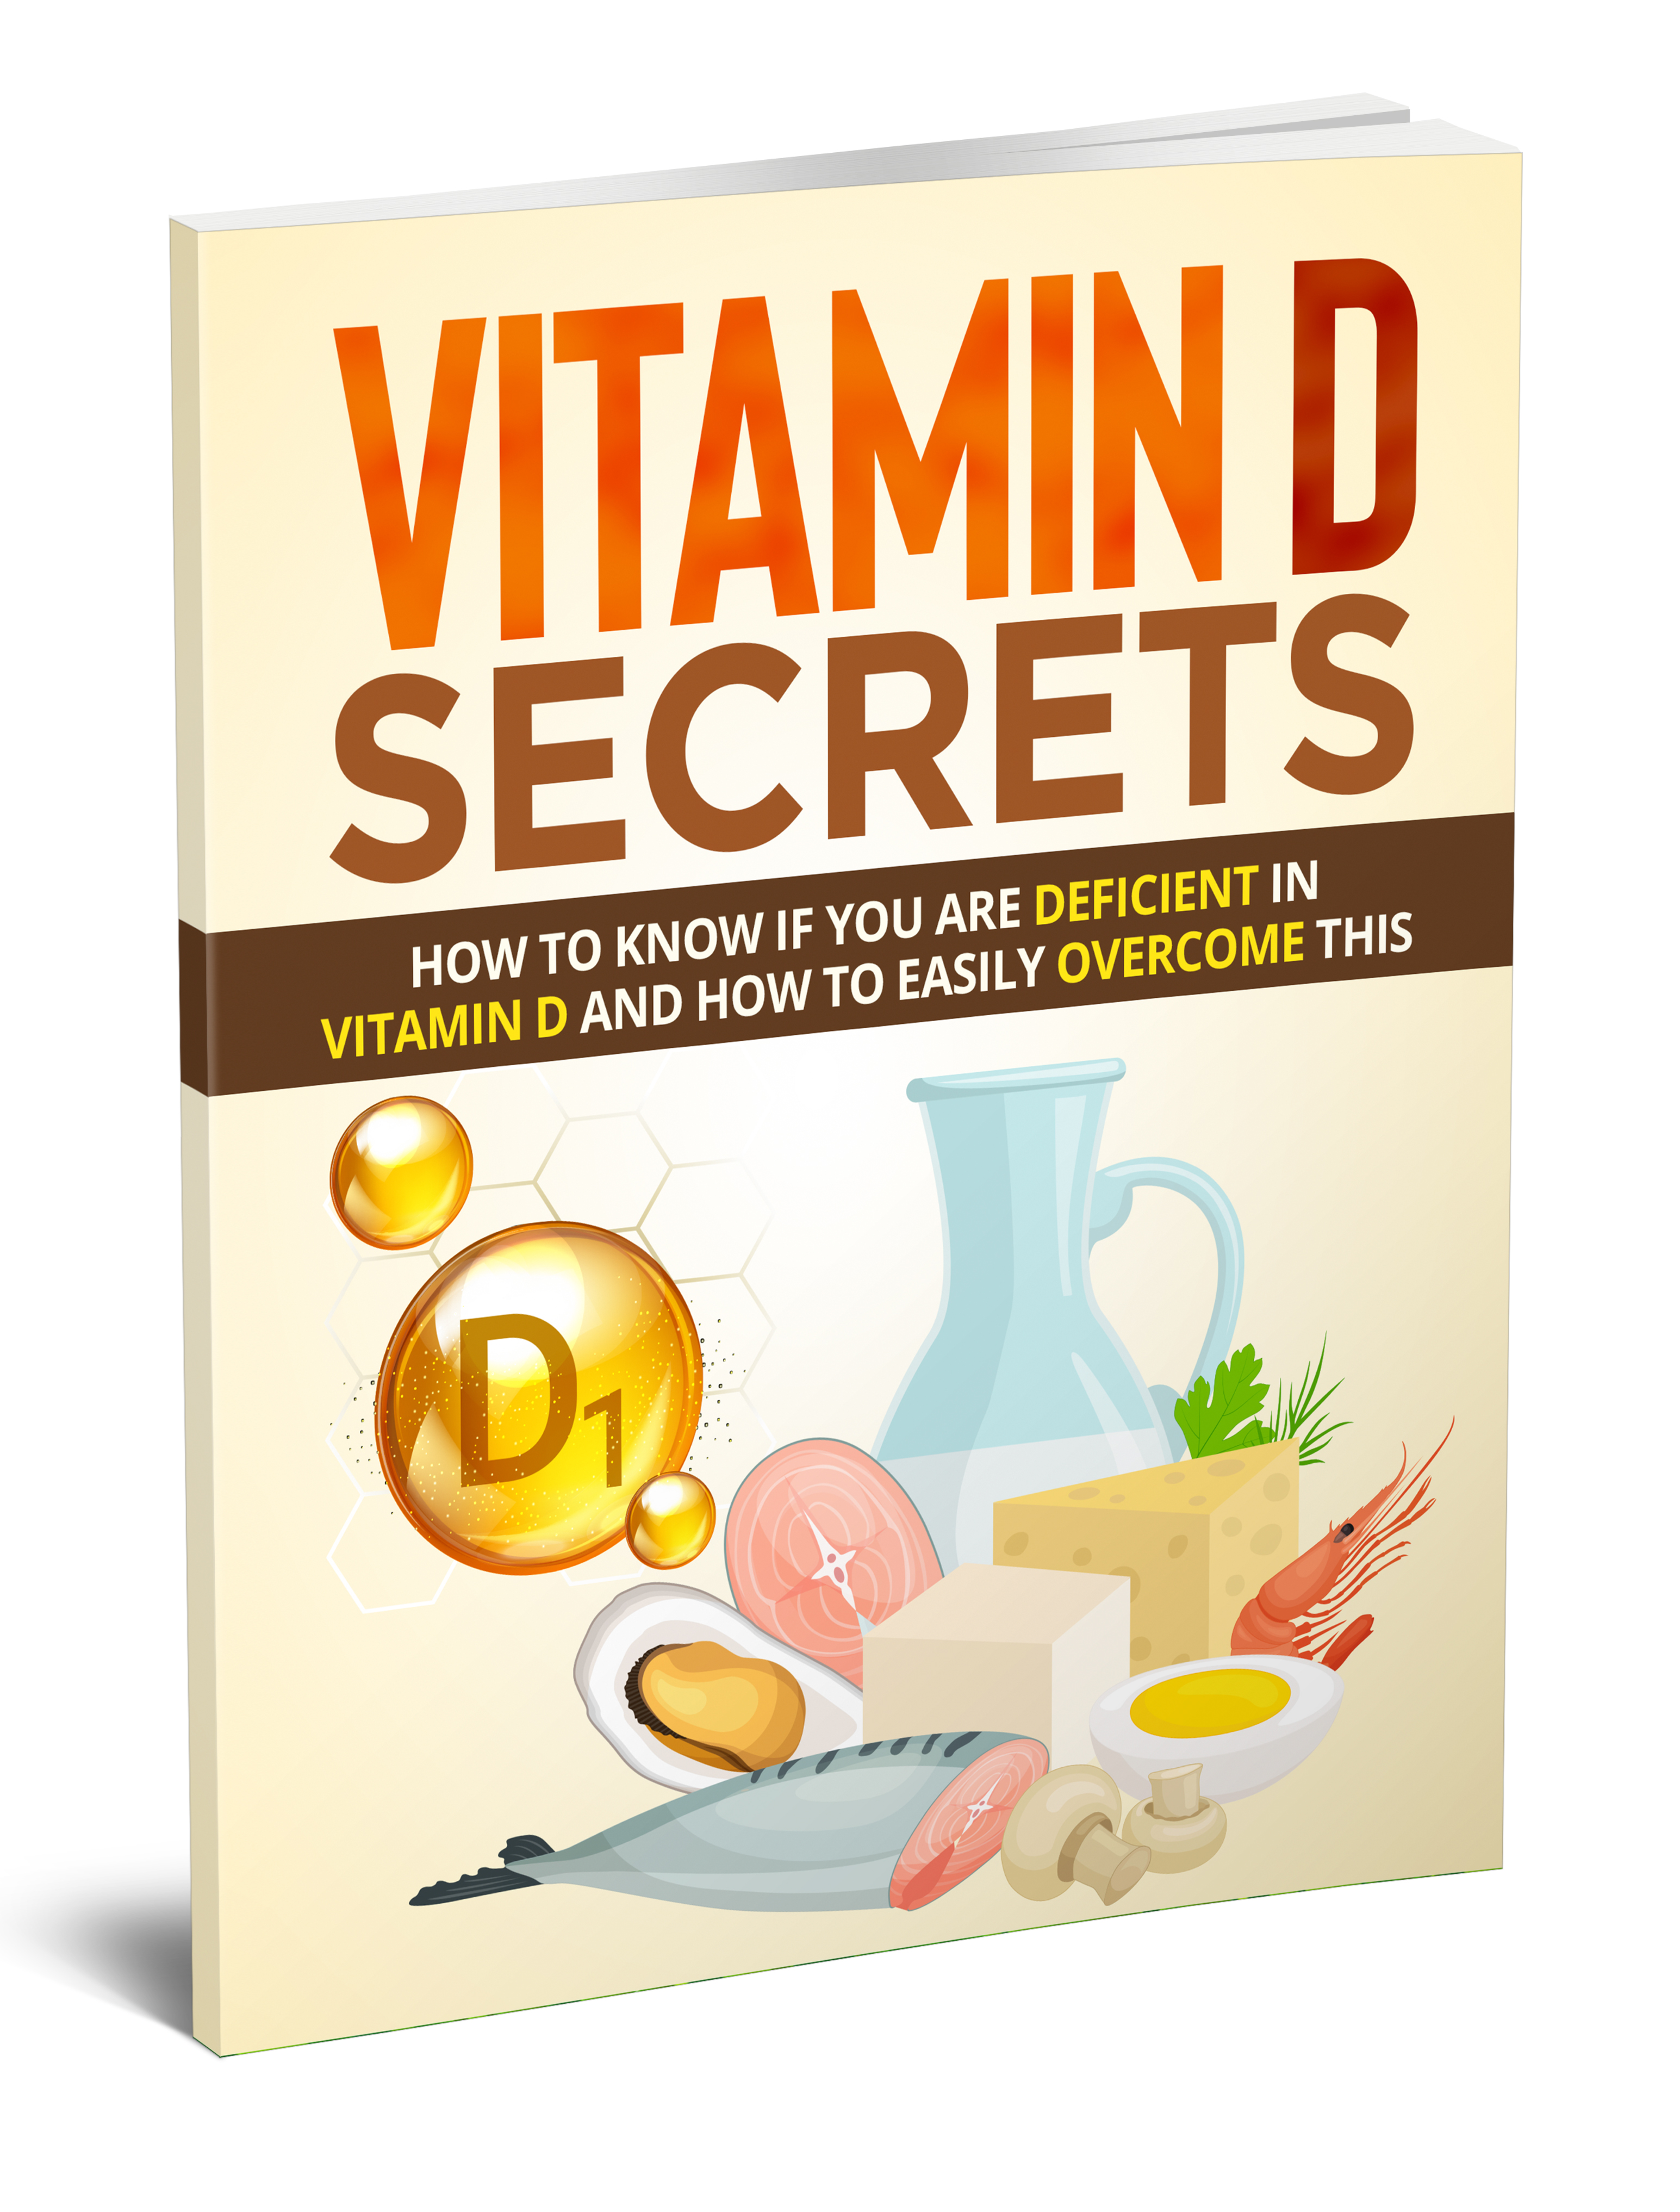 VITAMIN D
SECRETS
HOW TO KNOW IF YOU ARE DEFICIENT IN
VITAMIN D AND HOW TO EASILY OVERCOME THIS
D1